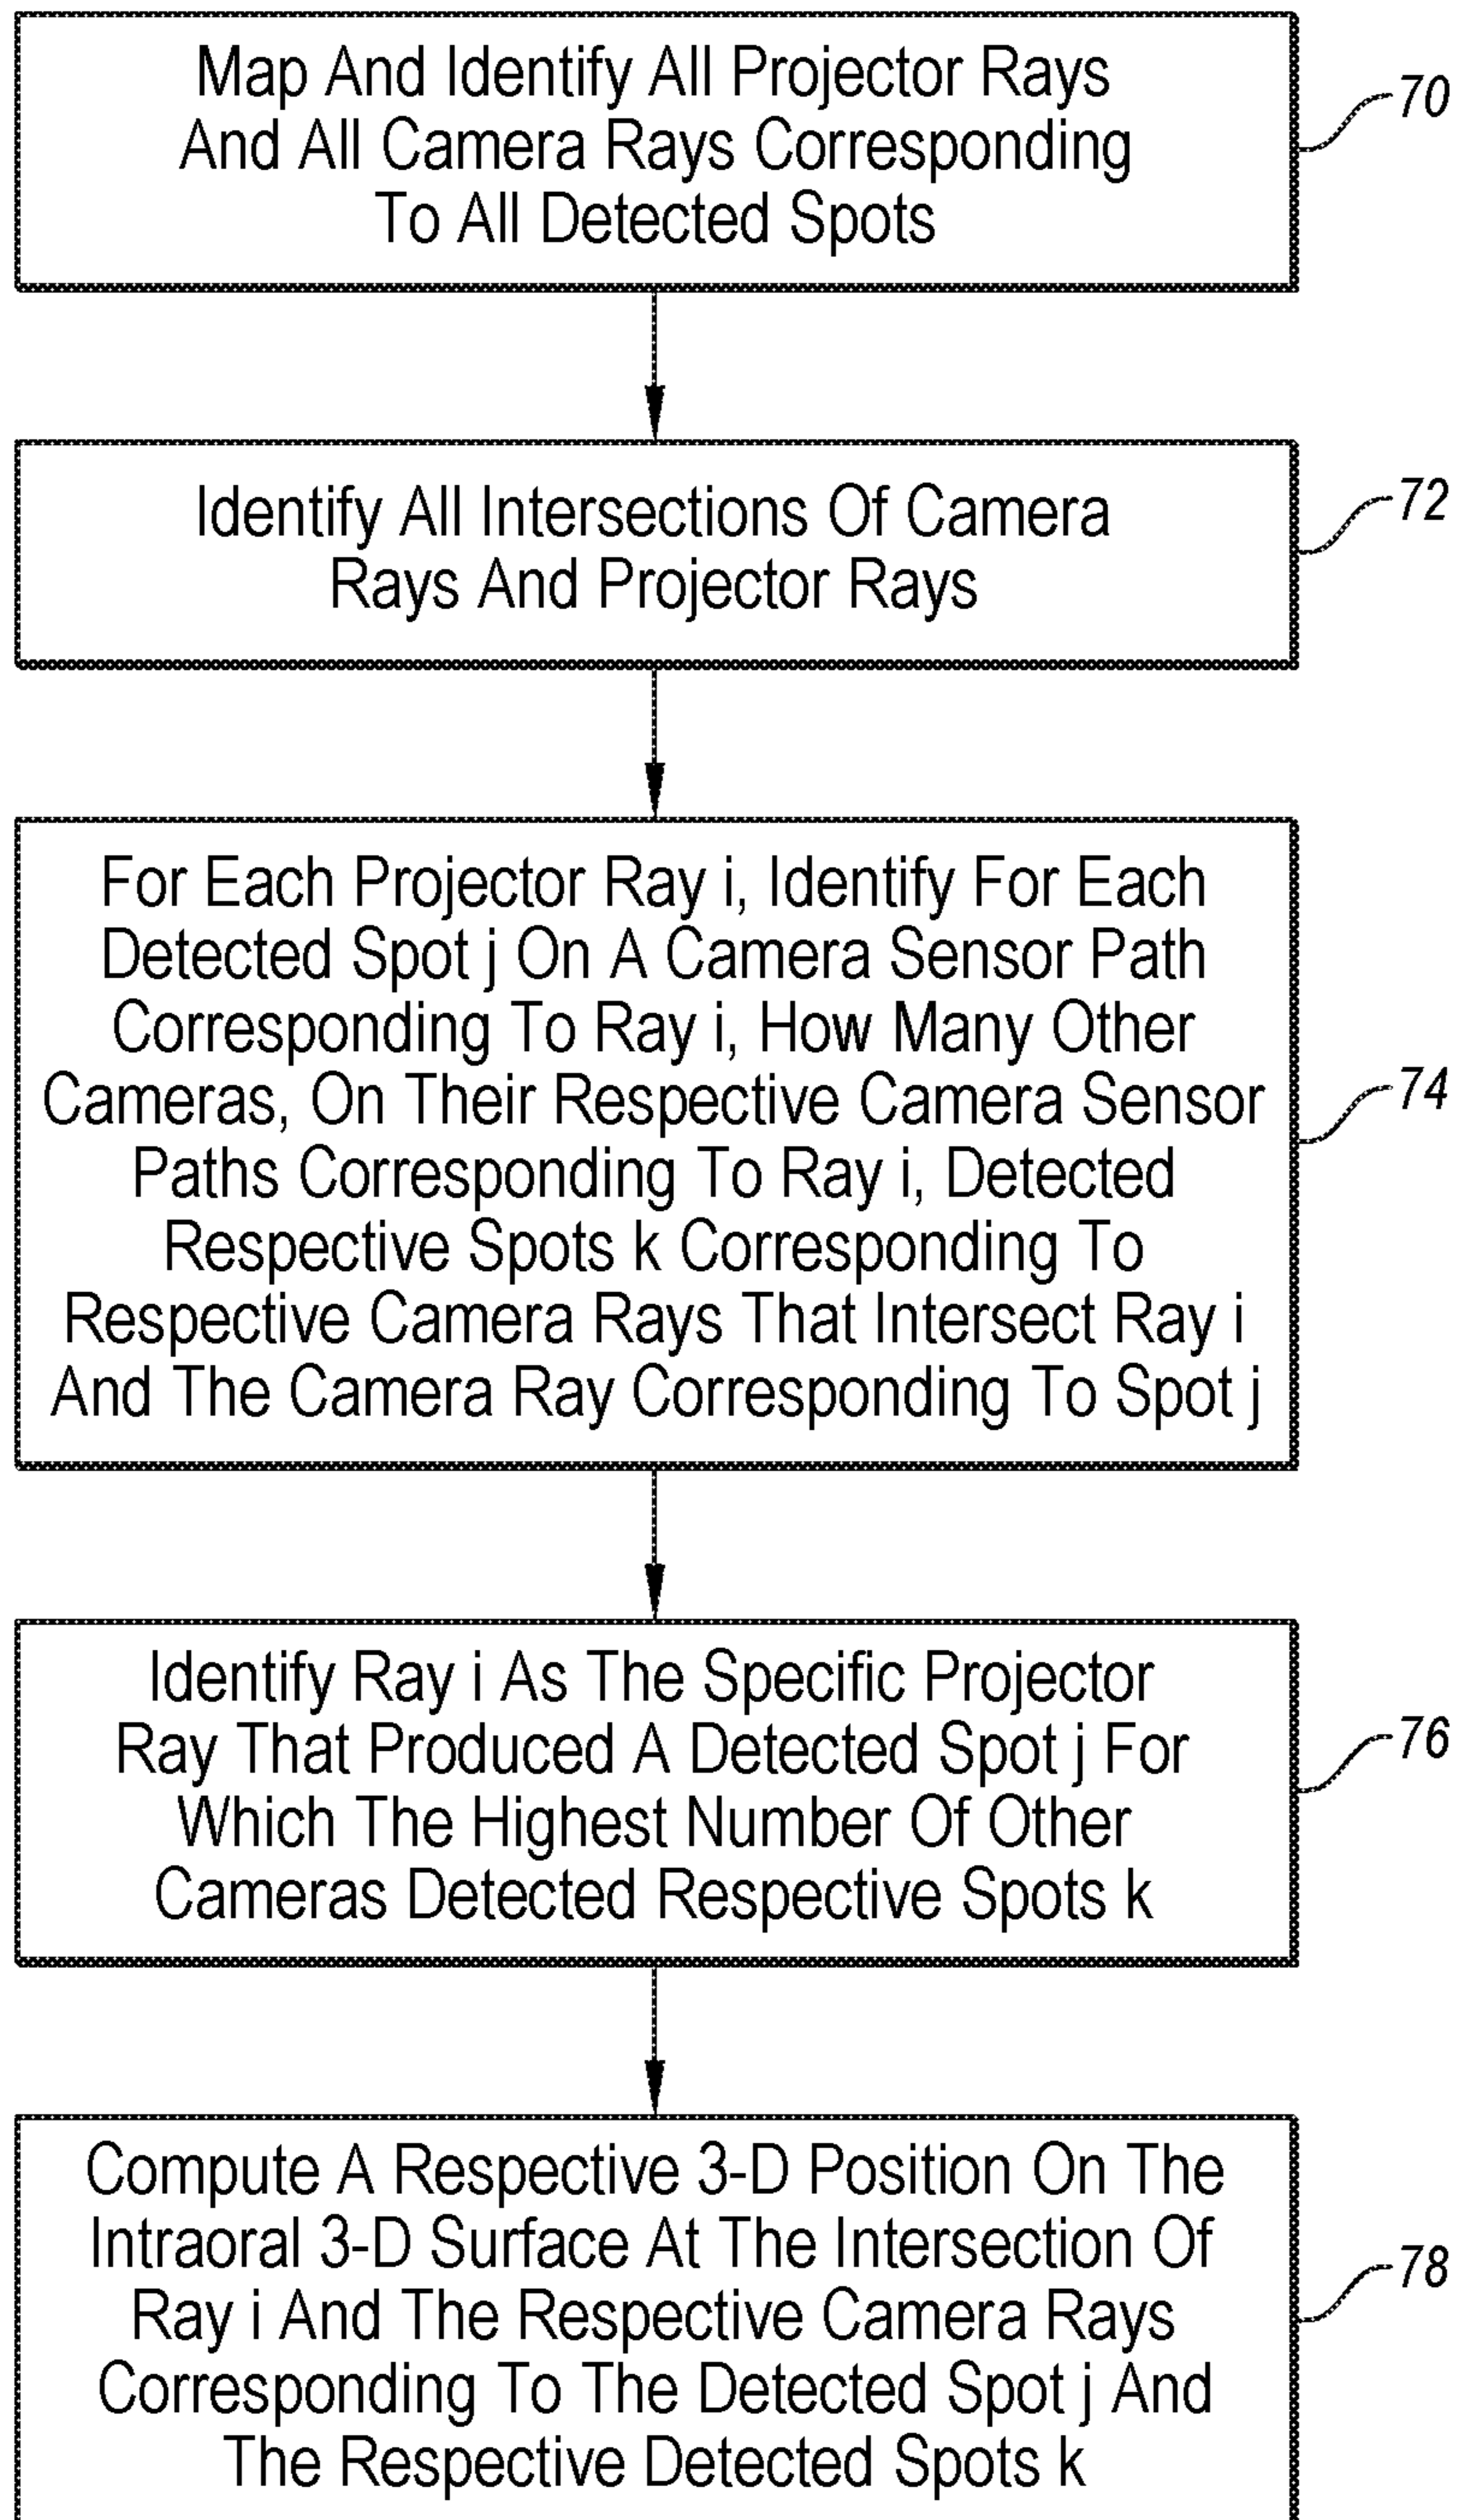 Map And Identify All Projector Rays
And All Camera Rays Corresponding
To All Detected Spots
70
Identify All Intersections Of Camera
Rays And Projector Rays
72
For Each Projector Ray i, Identify For Each
Detected Spot j On A Camera Sensor Path
Corresponding To Ray i, How Many Other
Cameras, On Their Respective Camera Sensor
Paths Corresponding To Ray i, Detected
Respective Spots k Corresponding To
Respective Camera Rays That Intersect Ray i
And The Camera Ray Corresponding To Spot j
74
Identify Ray i As The Specific Projector
Ray That Produced A Detected Spot j For
Which The Highest Number Of Other
Cameras Detected Respective Spots k
76
Compute A Respective 3-D Position On The
Intraoral 3-D Surface At The Intersection Of
Ray i And The Respective Camera Rays
Corresponding To The Detected Spot j And
The Respective Detected Spots k
78